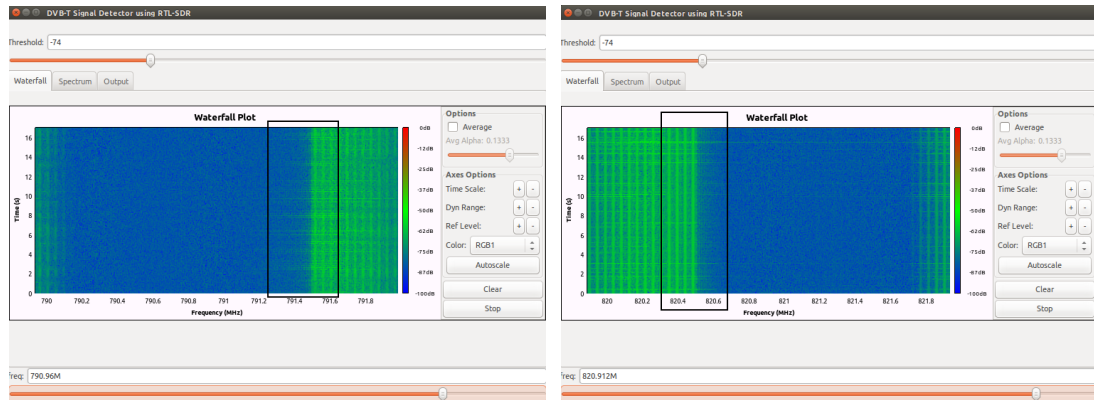 DVB-T Signal Detector using RTL-SDR
Threshold: -74
Waterfall Spectrum Output
Waterfall Plot
16
14
12
10
8
6
4
2
0
Time (s)
790 790.2 790.4 790.6 790.8 791 791.2 791.4 791.6 791.8
Frequency (MHz)
0dB
-12dB
-25dB
-37dB
-50dB
-62dB
-75dB
-87dB
-100dB
Options
Average
Avg Alpha: 0.1333
Axes Options
Time Scale: + -
Dyn Range: + -
Ref Level: + -
Color: RGB1
Autoscale
Clear
Stop
freq: 790.96M
DVB-T Signal Detector using RTL-SDR
Threshold: -74
Waterfall Spectrum Output
Waterfall Plot
16
14
12
10
8
6
4
2
0
Time (s)
820 820.2 820.4 820.6 820.8 821 821.2 821.4 821.6 821.8
Frequency (MHz)
0dB
-12dB
-25dB
-37dB
-50dB
-62dB
-75dB
-87dB
-100dB
Options
Average
Avg Alpha: 0.1333
Axes Options
Time Scale: + -
Dyn Range: + -
Ref Level: + -
Color: RGB1
Autoscale
Clear
Stop
freq: 820.912M